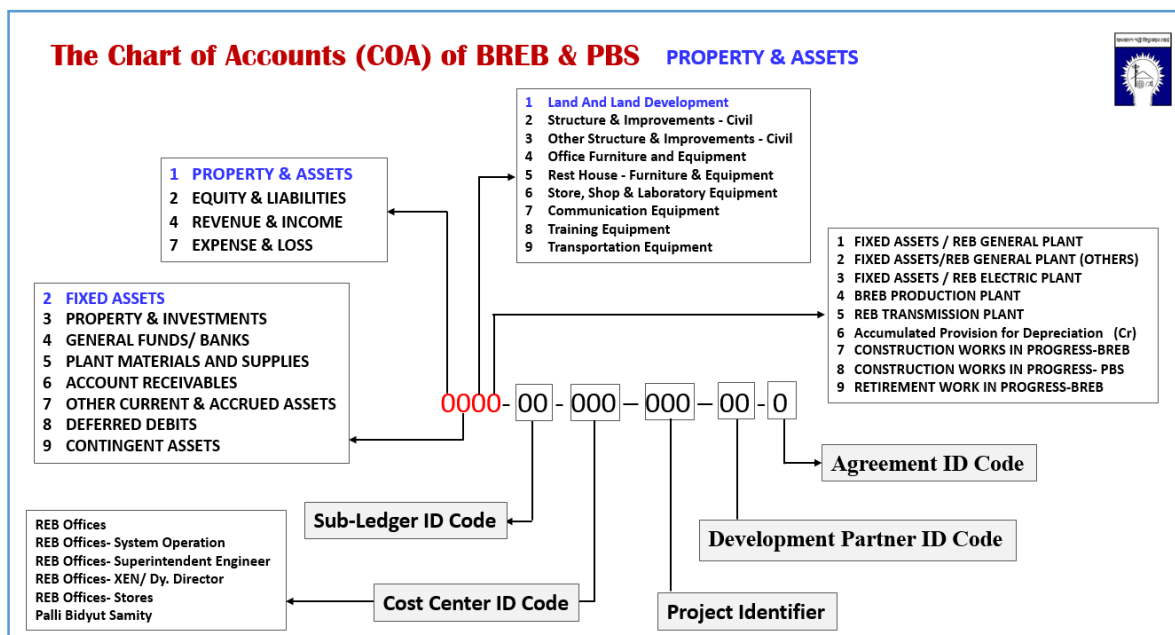 The Chart of Accounts (COA) of BREB & PBS PROPERTY & ASSETS
1 Land And Land Development
2 Structure & Improvements - Civil
3 Other Structure & Improvements - Civil
4 Office Furniture and Equipment
5 Rest House - Furniture & Equipment
6 Store, Shop & Laboratory Equipment
7 Communication Equipment
8 Training Equipment
9 Transportation Equipment
1 PROPERTY & ASSETS
2 EQUITY & LIABILITIES
4 REVENUE & INCOME
7 EXPENSE & LOSS
1 FIXED ASSETS / REB GENERAL PLANT
2 FIXED ASSETS/REB GENERAL PLANT (OTHERS)
3 FIXED ASSETS / REB ELECTRIC PLANT
4 BREB PRODUCTION PLANT
5 REB TRANSMISSION PLANT
6 Accumulated Provision for Depreciation (Cr)
7 CONSTRUCTION WORKS IN PROGRESS-BREB
8 CONSTRUCTION WORKS IN PROGRESS- PBS
9 RETIREMENT WORK IN PROGRESS-BREB
2 FIXED ASSETS
3 PROPERTY & INVESTMENTS
4 GENERAL FUNDS/ BANKS
5 PLANT MATERIALS AND SUPPLIES
6 ACCOUNT RECEIVABLES
7 OTHER CURRENT & ACCRUED ASSETS
8 DEFERRED DEBITS
9 CONTINGENT ASSETS
0000-00-000–000–00-0
Agreement ID Code
Sub-Ledger ID Code
Development Partner ID Code
REB Offices
REB Offices- System Operation
REB Offices- Superintendent Engineer
REB Offices- XEN/ Dy. Director
REB Offices- Stores
Palli Bidyut Samity
Cost Center ID Code
Project Identifier